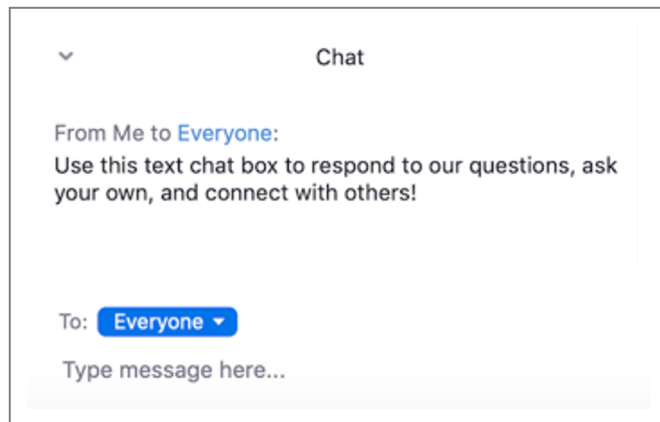 Chat
From Me to Everyone:
Use this text chat box to respond to our questions, ask
your own, and connect with others!
To: Everyone
Type message here...